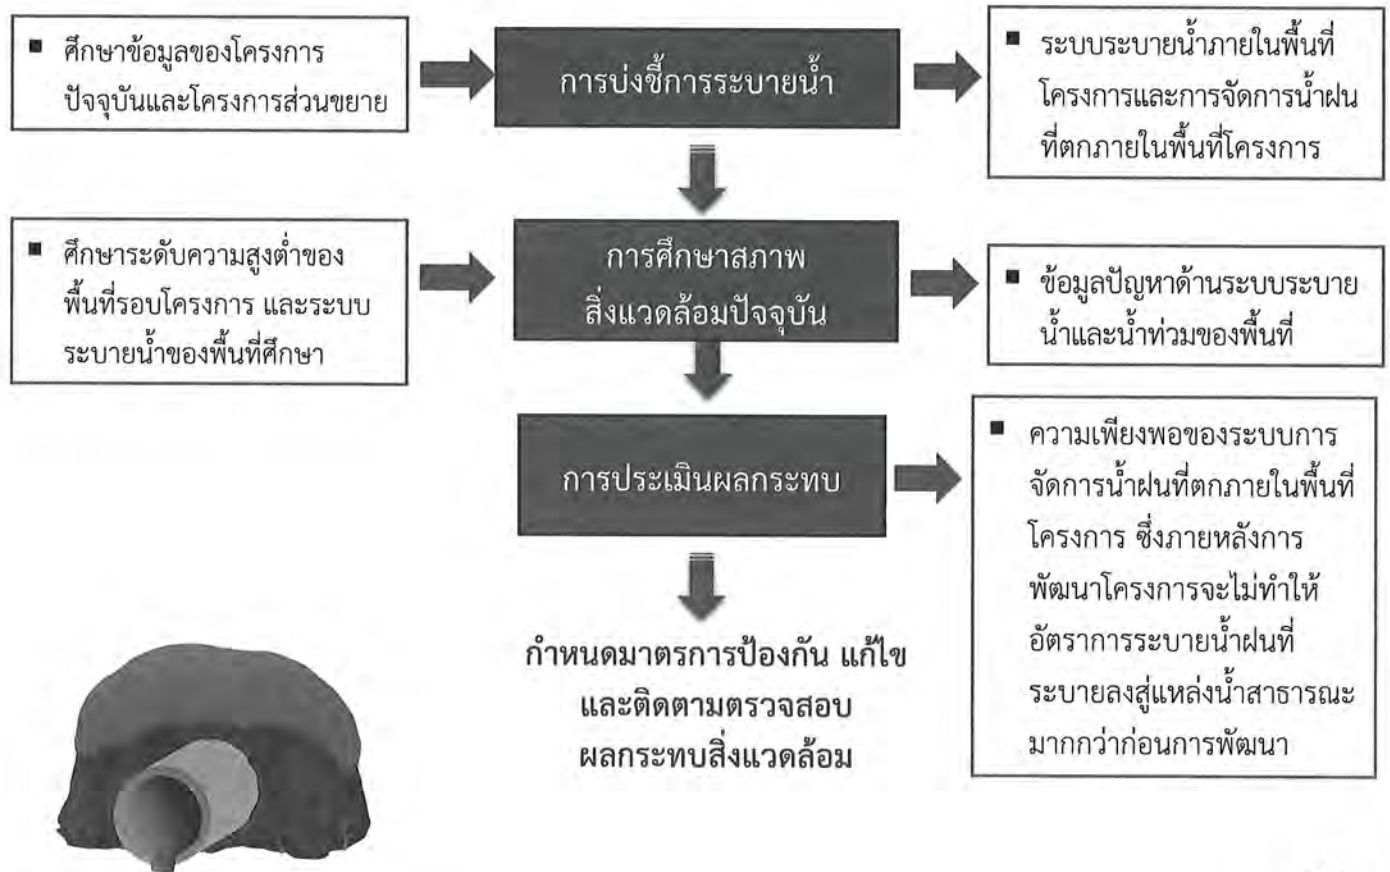 ▪ ศึกษาข้อมูลของโครงการ
ปัจจุบันและโครงการส่วนขยาย
การบ่งชี้การระบายน้ำ
▪ ระบบระบายน้ำภายในพื้นที่
โครงการและการจัดการน้ำฝน
ที่ตกภายในพื้นที่โครงการ
▪ ศึกษาระดับความสูงต่ำของ
พื้นที่รอบโครงการ และระบบ
ระบายน้ำของพื้นที่ศึกษา
การศึกษาสภาพ
สิ่งแวดล้อมปัจจุบัน
▪ ข้อมูลปัญหาด้านระบบระบาย
น้ำและน้ำท่วมของพื้นที่
การประเมินผลกระทบ
▪ ความเพียงพอของระบบการ
จัดการน้ำฝนที่ตกภายในพื้นที่
โครงการ ซึ่งภายหลังการ
พัฒนาโครงการจะไม่ทำให้
อัตราการระบายน้ำฝนที่
ระบายลงสู่แหล่งน้ำสาธารณะ
มากกว่าก่อนการพัฒนา
กำหนดมาตรการป้องกัน แก้ไข
และติดตามตรวจสอบ
ผลกระทบสิ่งแวดล้อม